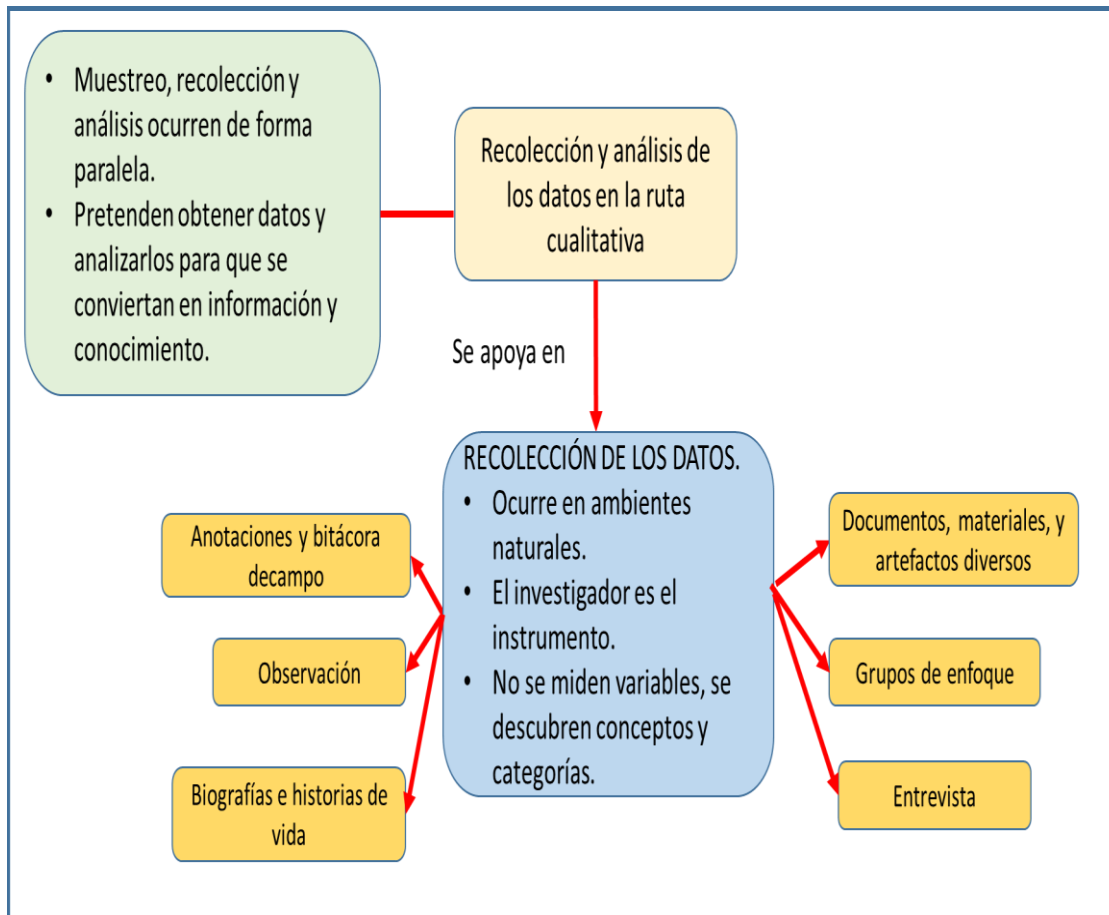 • Muestreo, recolección y
análisis ocurren de forma
paralela.
• Pretenden obtener datos y
analizarlos para que se
conviertan en información y
conocimiento.
Recolección y análisis de
los datos en la ruta
cualitativa
Se apoya en
RECOLECCIÓN DE LOS DATOS.
• Ocurre en ambientes
naturales.
• El investigador es el
instrumento.
• No se miden variables, se
descubren conceptos y
categorías.
Anotaciones y bitácora
decampo
Observación
Biografías e historias de
vida
Documentos, materiales, y
artefactos diversos
Grupos de enfoque
Entrevista